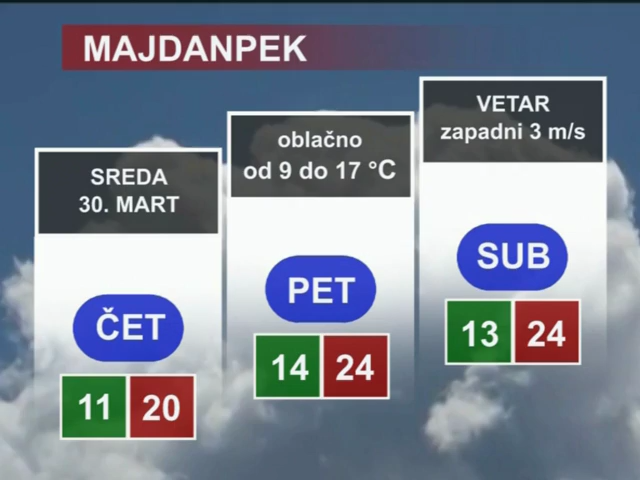 MAJDANPEK
SREDA
30. MART
oblačno
od 9 do 17 °C
VETAR
zapadni 3 m/s
ČET
11 20
PET
14 24
SUB
13 24